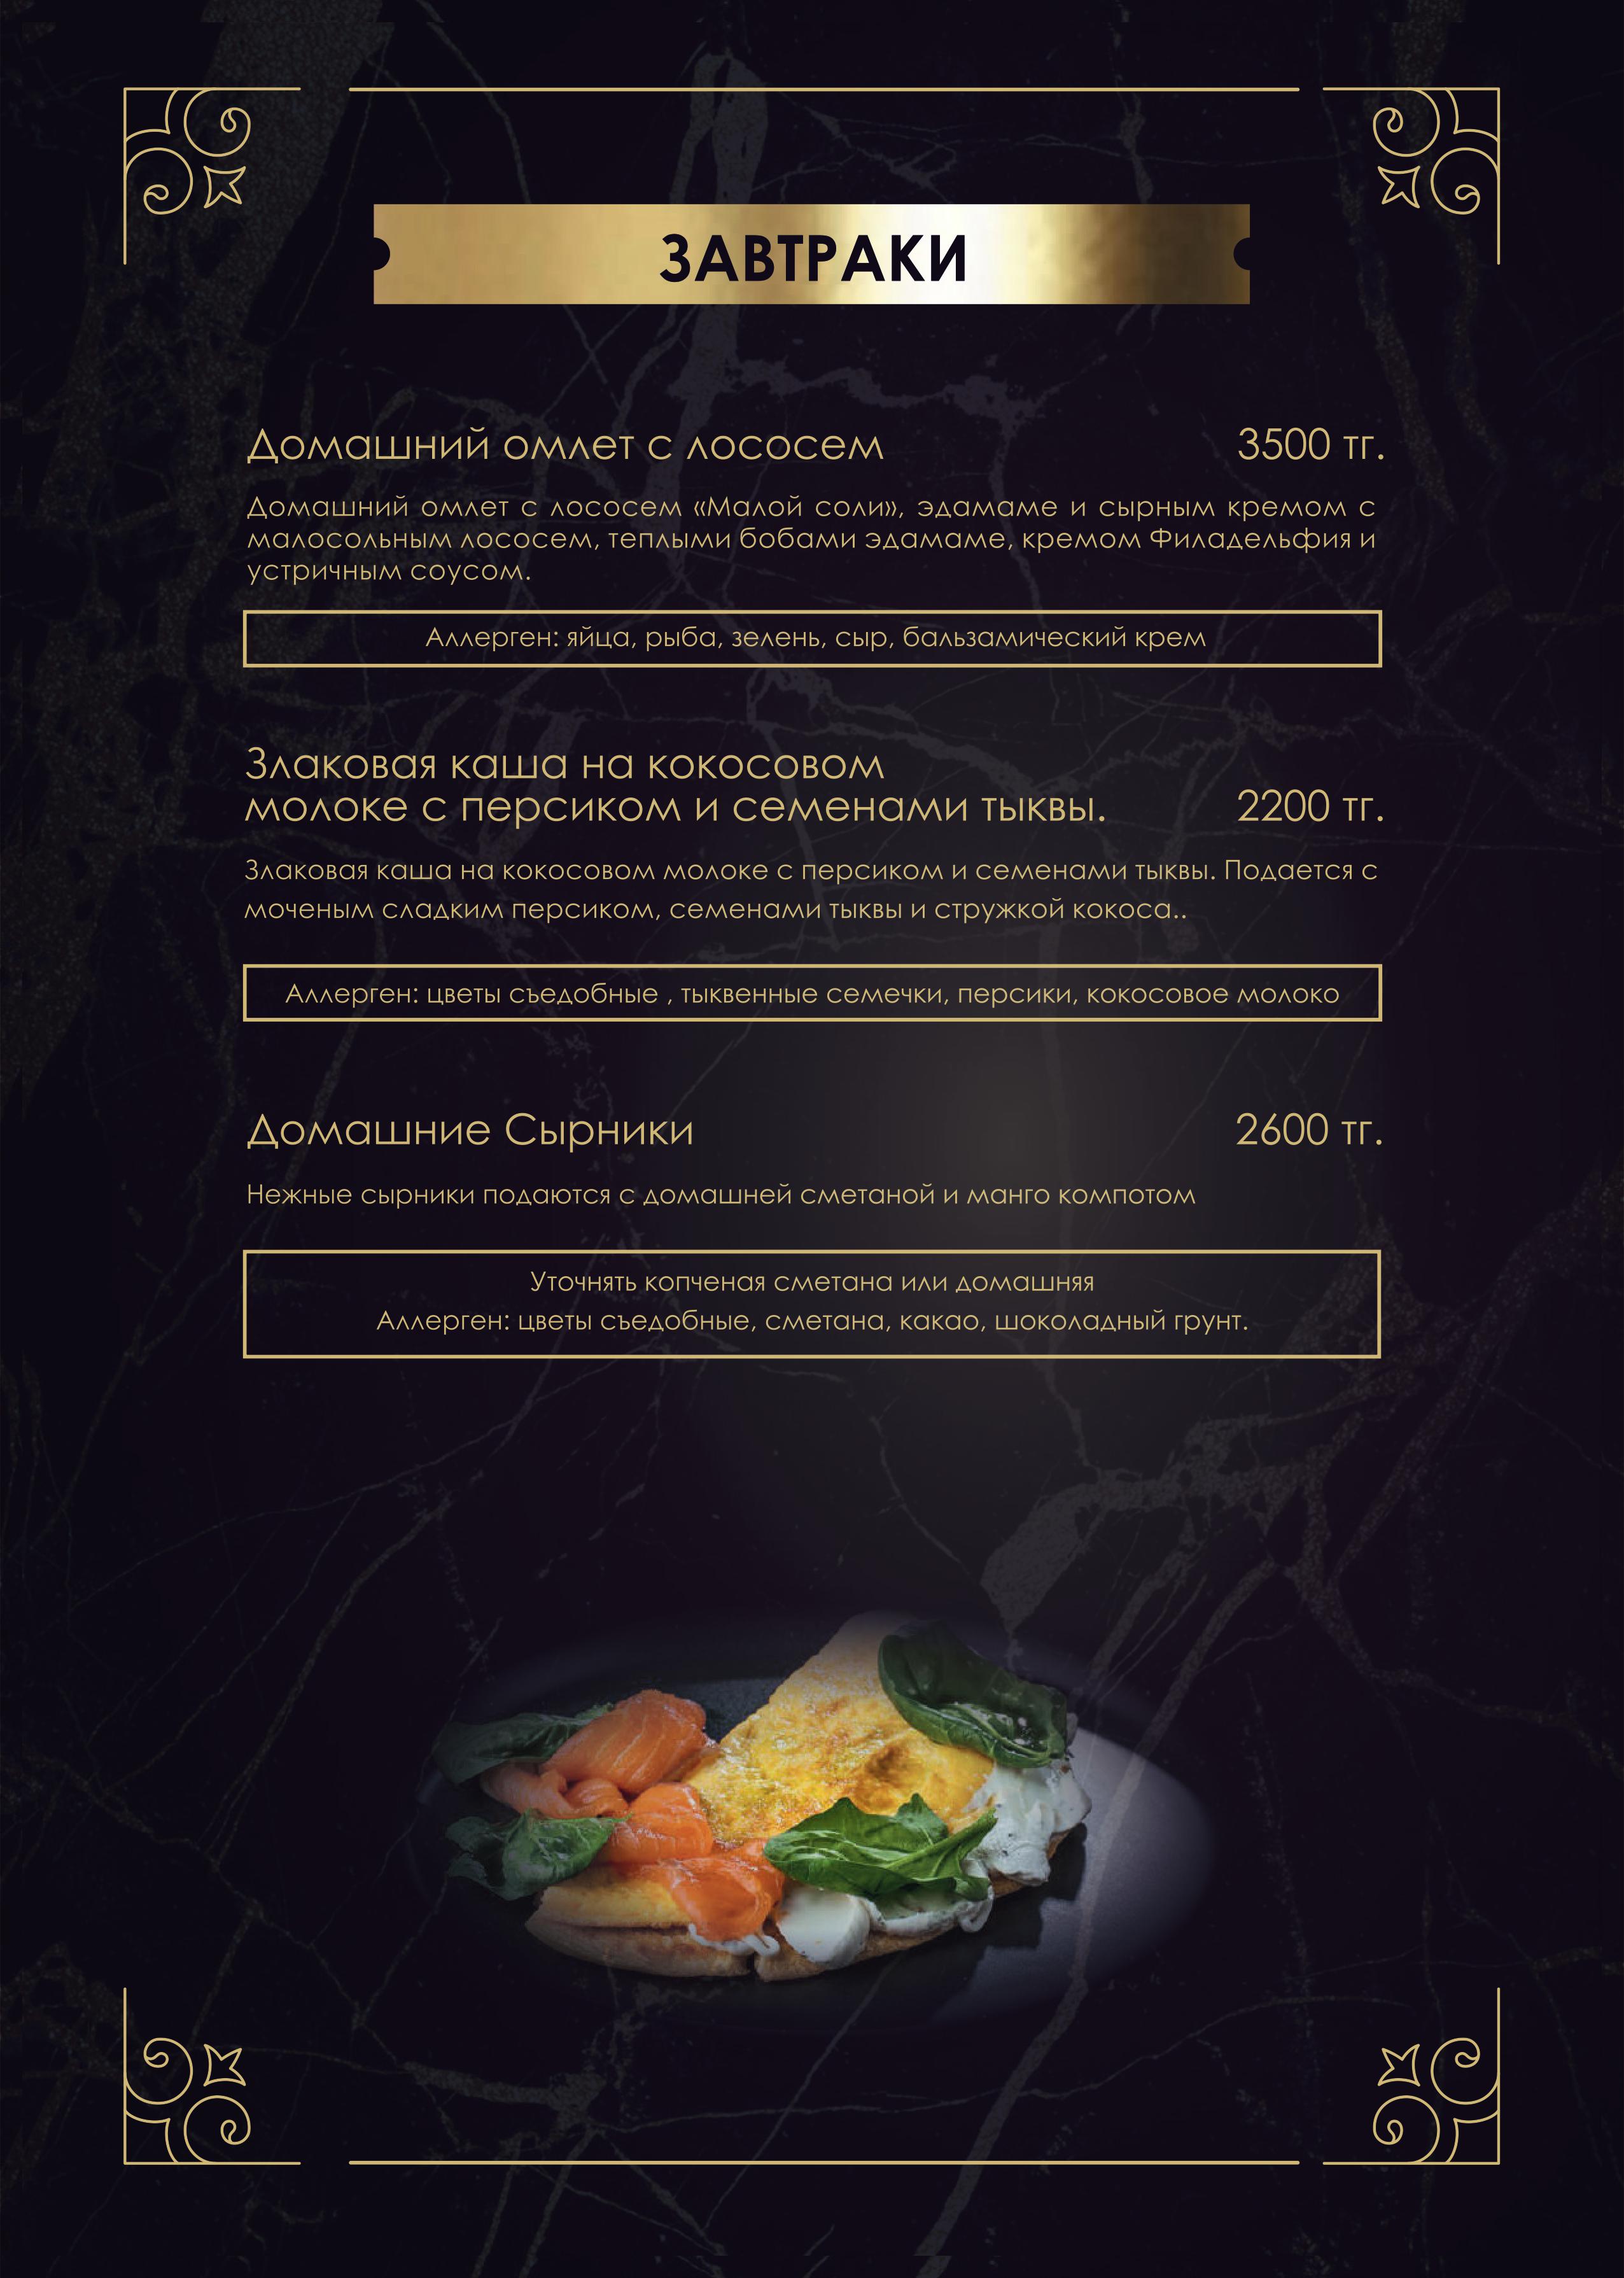 ЗАВТРАКИ
Домашний омлет с лососем 3500 тг.
Домашний омлет с лососем «Малой соли», эдамаме и сырным кремом с
малосольным лососем, теплыми бобами эдамаме, кремом Филадельфия и
устричным соусом.
Аллерген: яйца, рыба, зелень, сыр, бальзамический крем
Злаковая каша на кокосовом
молоке с персиком и семенами тыквы. 2200 тг.
Злаковая каша на кокосовом молоке с персиком и семенами тыквы. Подается с
моченым сладким персиком, семенами тыквы и стружкой кокоса..
Аллерген: цветы съедобные , тыквенные семечки, персики, кокосовое молоко
Домашние Сырники 2600 тг.
Нежные сырники подаются с домашней сметаной и манго компотом
Уточнять копченая сметана или домашняя
Аллерген: цветы съедобные, сметана, какао, шоколадный грунт.